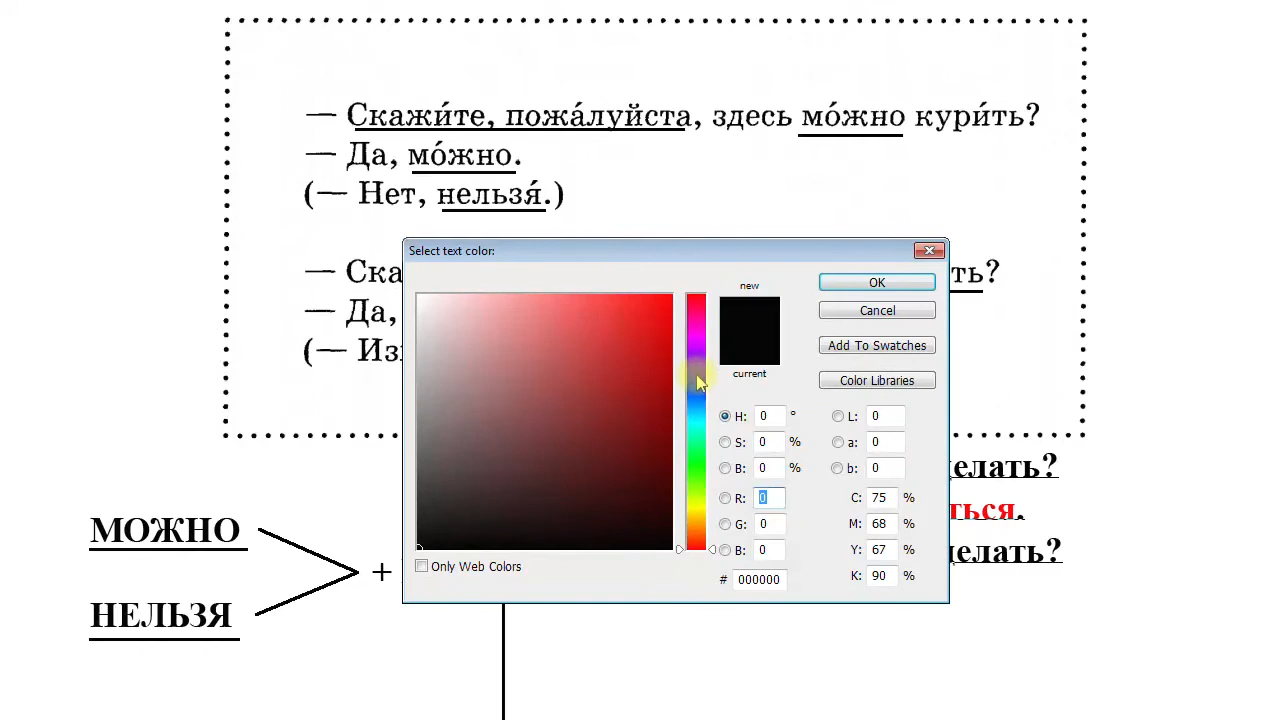 — Скажи́те, пожа́луйста, здесь мо́жно кури́ть?
— Да, мо́жно.
(— Нет, нельзя́.)
— Ска ть?
— Да,
(— Из
Select text color:
new
current
OK
Cancel
Add To Swatches
Color Libraries
H: 0 ° L: 0
S: 0 % a: 0
B: 0 % b: 0
R: 0 C: 75 %
G: 0 M: 68 %
B: 0 Y: 67 %
# 000000 K: 90 %
Only Web Colors
елать?
ться.
делать?
МОЖНО
+
НЕЛЬЗЯ